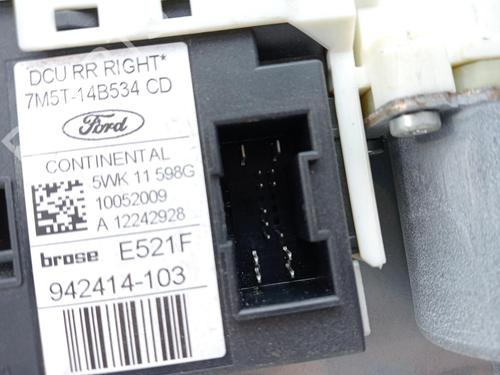 DCU RR RIGHT*
7M5T-14B534 CD
Ford
CONTINENTAL
5WK 11 598G
10052009
A 12242928
brose E521F
942414-103